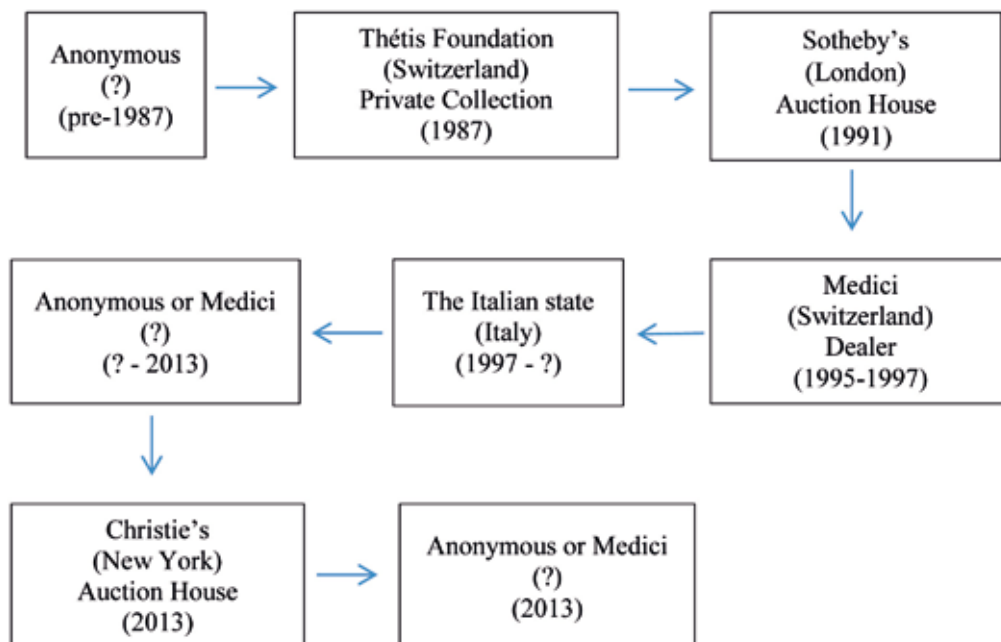 Anonymous
(?)
(pre-1987)
Thétis Foundation
(Switzerland)
Private Collection
(1987)
Sotheby's
(London)
Auction House
(1991)
Medici
(Switzerland)
Dealer
(1995-1997)
The Italian state
(Italy)
(1997 - ?)
Anonymous or Medici
(?)
(? - 2013)
Christie's
(New York)
Auction House
(2013)
Anonymous or Medici
(?)
(2013)